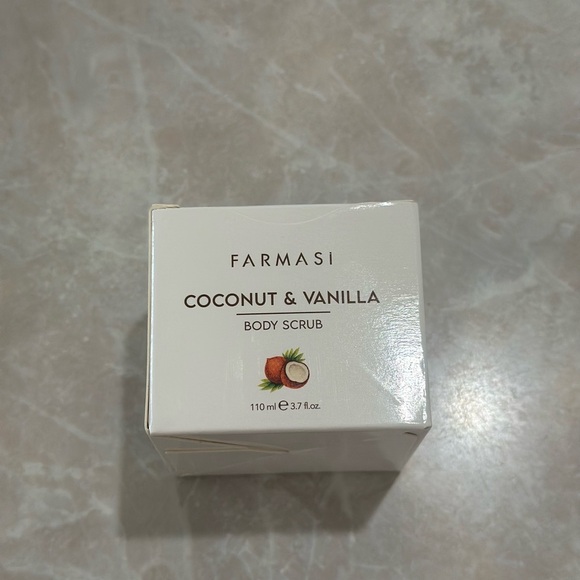 FARMASi
COCONUT & VANILLA
BODY SCRUB
110 ml ℮ 3.7 fl.oz.